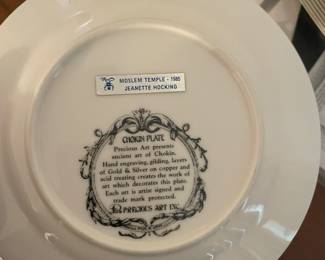 MOSLEM TEMPLE - 1985
JEANETTE HOCKING
CHOKIN PLATE
Precious Art presents
ancient art of Chokin.
Hand engraving, gilding, layers
of Gold & Silver on copper and
acid treating creates the work of
art which decorates this plate.
Each art is artist signed and
trade mark protected.
PRECIOUS ART INC